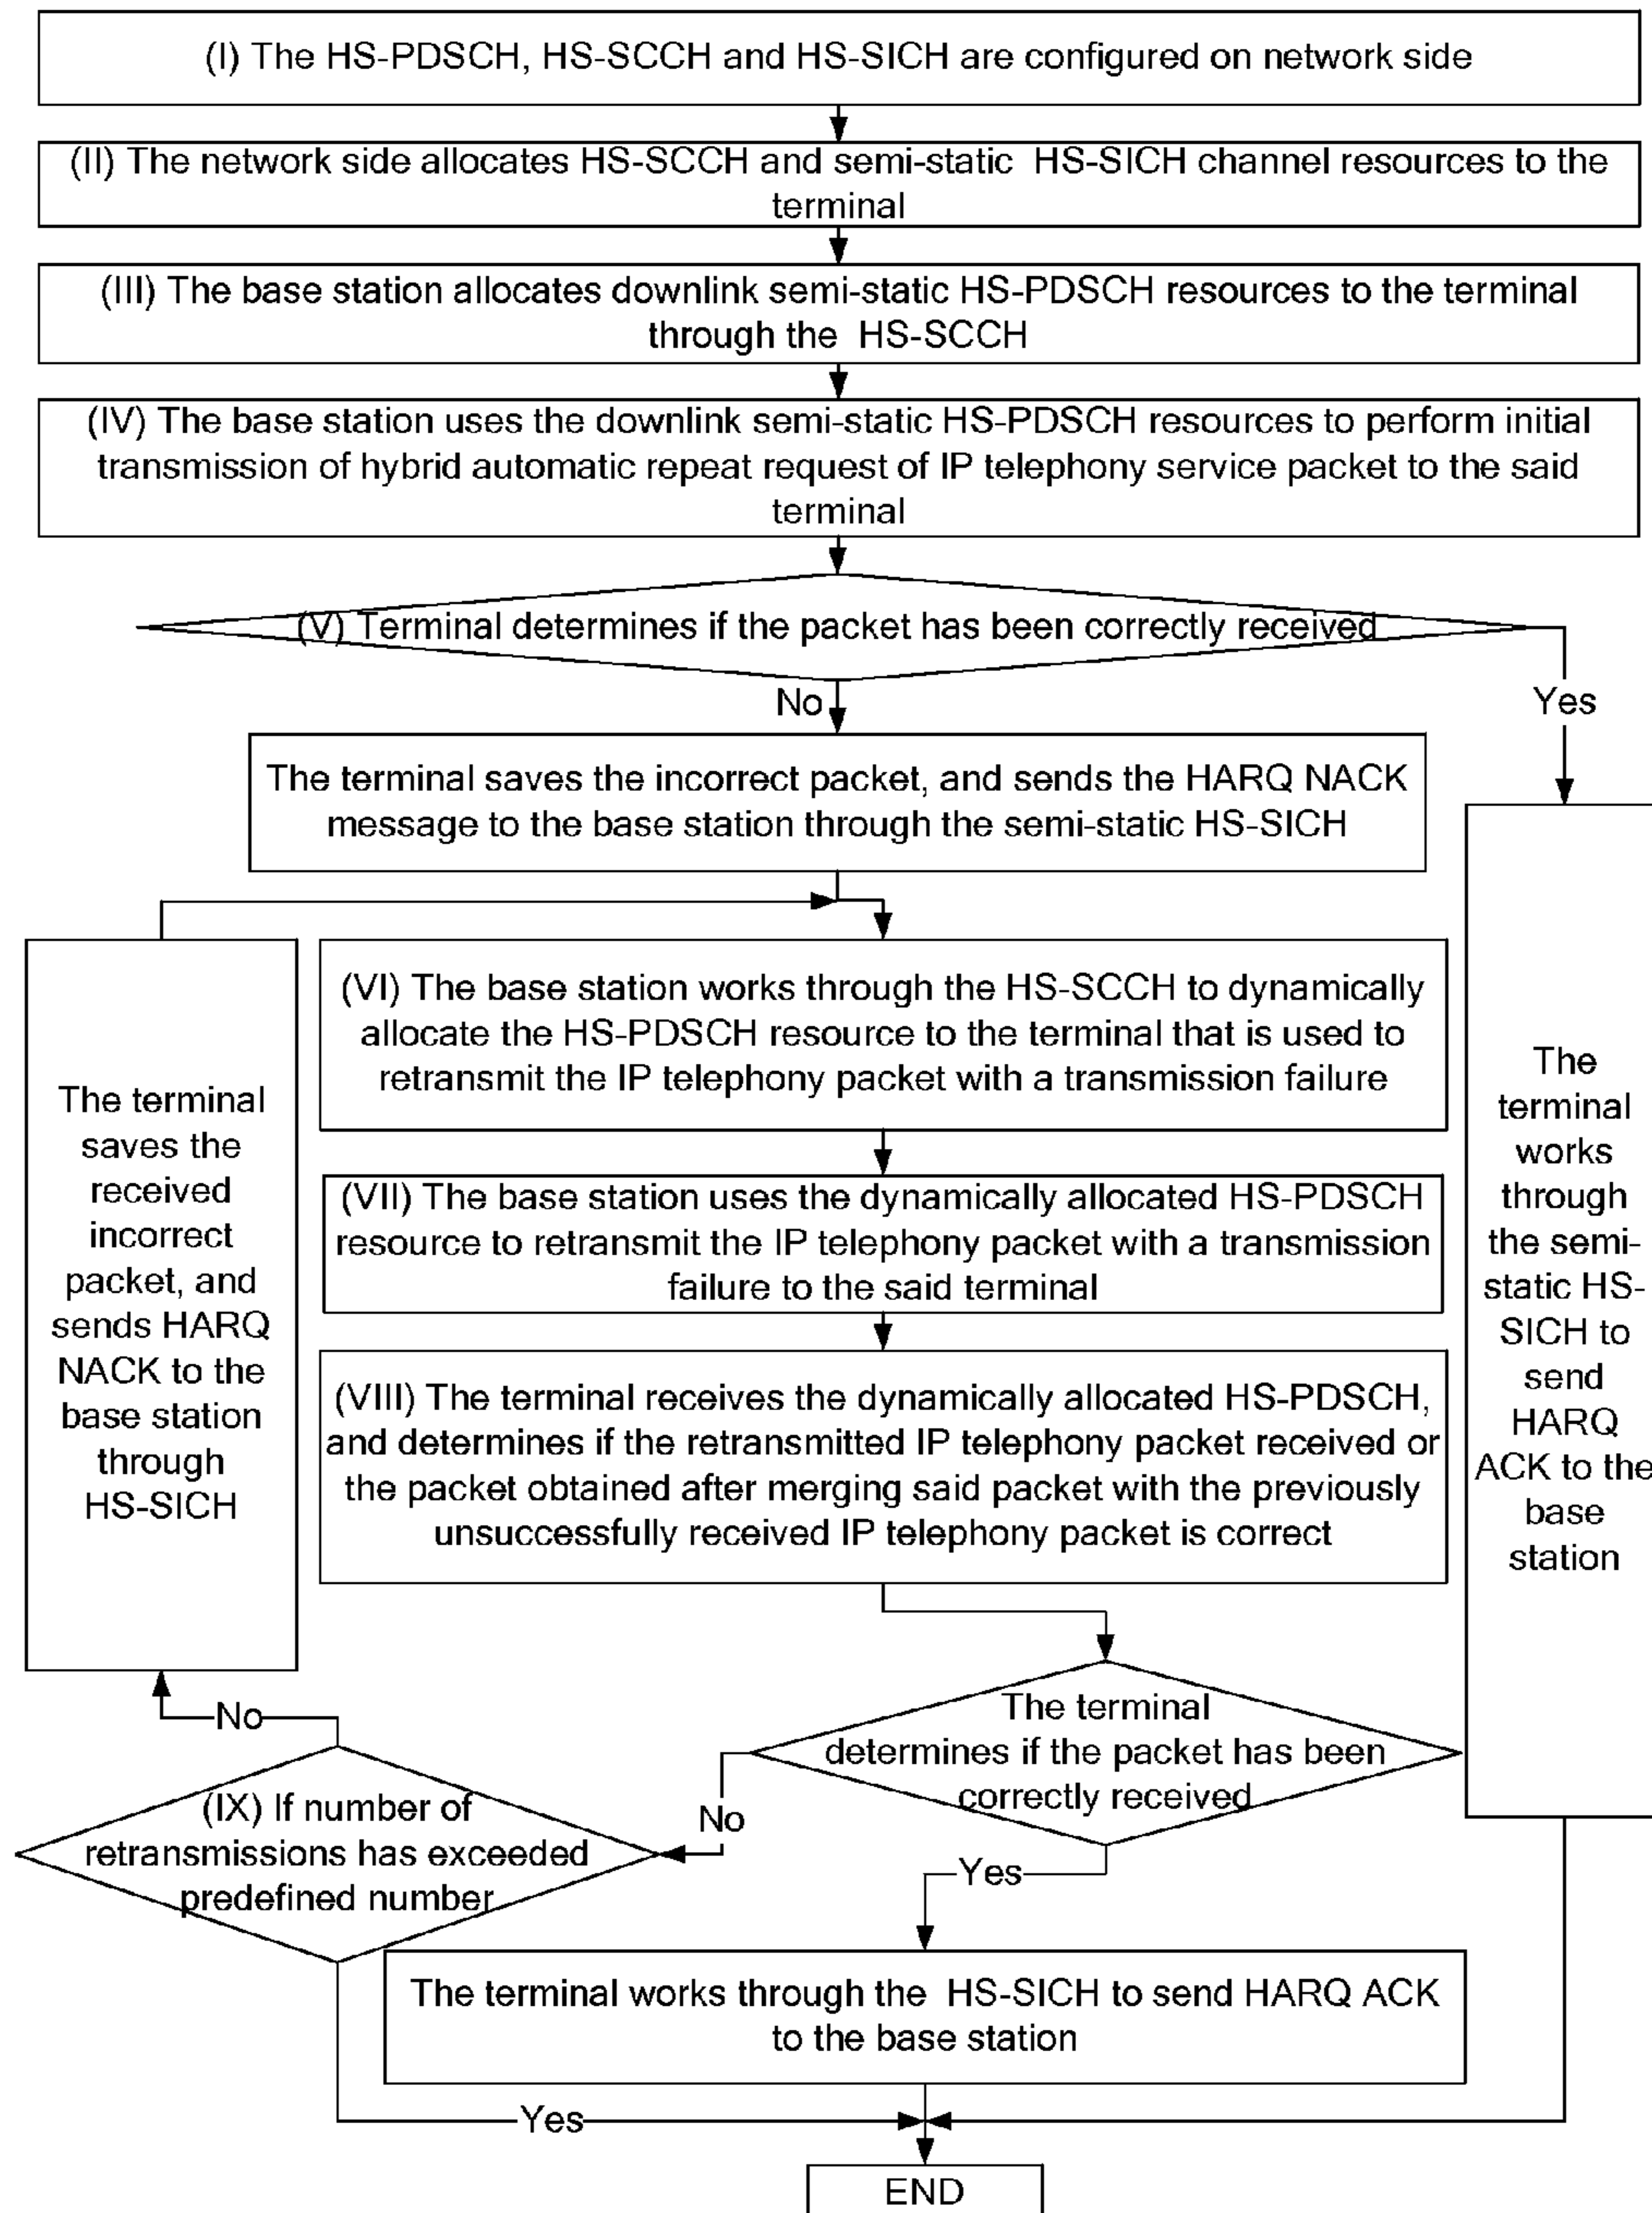 (I) The HS-PDSCH, HS-SCCH and HS-SICH are configured on network side
(II) The network side allocates HS-SCCH and semi-static HS-SICH channel resources to the
terminal
(III) The base station allocates downlink semi-static HS-PDSCH resources to the terminal
through the HS-SCCH
(IV) The base station uses the downlink semi-static HS-PDSCH resources to perform initial
transmission of hybrid automatic repeat request of IP telephony service packet to the said
terminal
(V) Terminal determines if the packet has been correctly received
No
Yes
The terminal saves the incorrect packet, and sends the HARQ NACK
message to the base station through the semi-static HS-SICH
(VI) The base station works through the HS-SCCH to dynamically
allocate the HS-PDSCH resource to the terminal that is used to
retransmit the IP telephony packet with a transmission failure
(VII) The base station uses the dynamically allocated HS-PDSCH
resource to retransmit the IP telephony packet with a transmission
failure to the said terminal
(VIII) The terminal receives the dynamically allocated HS-PDSCH,
and determines if the retransmitted IP telephony packet received or
the packet obtained after merging said packet with the previously
unsuccessfully received IP telephony packet is correct
The terminal
saves the
received
incorrect
packet, and
sends HARQ
NACK to the
base station
through
HS-SICH
The
terminal
works
through
the semi-
static HS-
SICH to
send
HARQ
ACK to the
base
station
No
The terminal
determines if the packet has been
correctly received
No
(IX) If number of
retransmissions has exceeded
predefined number
Yes
The terminal works through the HS-SICH to send HARQ ACK
to the base station
Yes
END